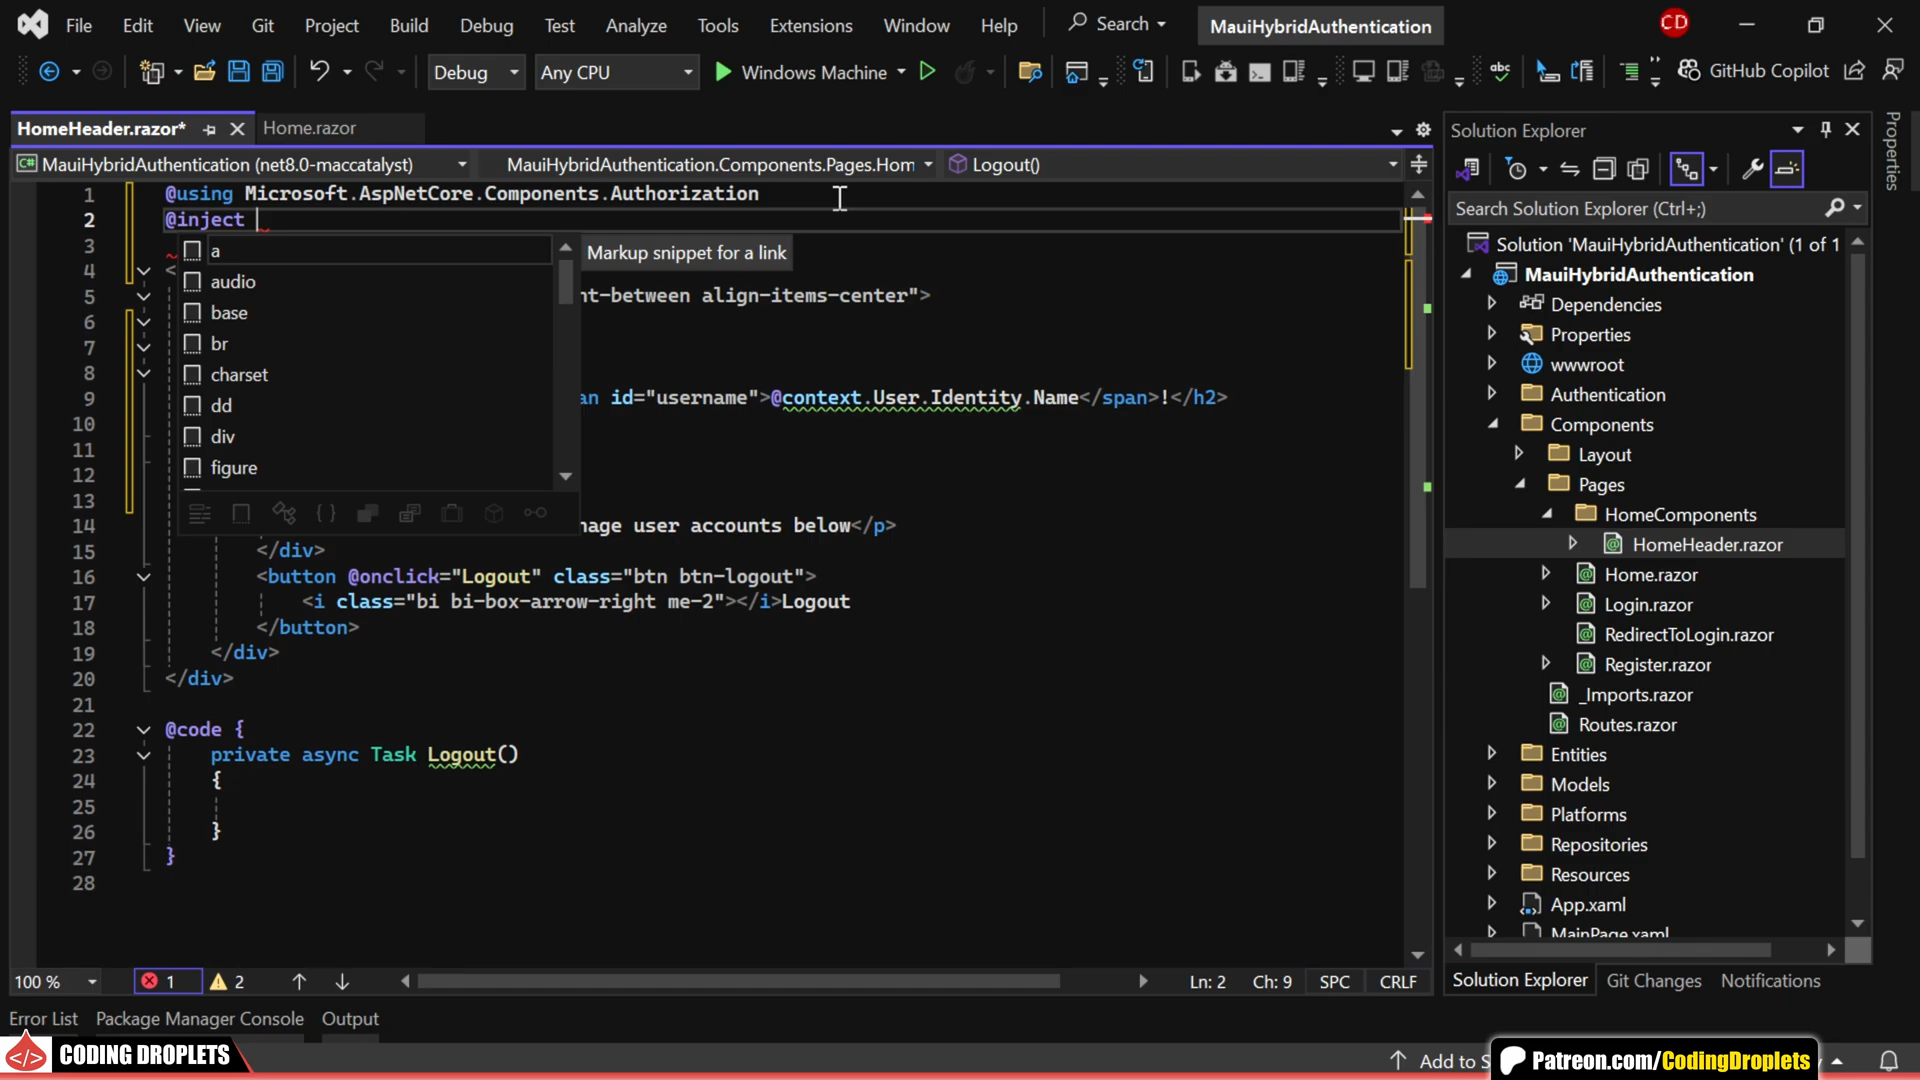 File Edit View Git Project Build Debug Test Analyze Tools Extensions Window Help Search MauiHybridAuthentication CD
Debug Any CPU Windows Machine abc GitHub Copilot
HomeHeader.razor* Home.razor
MauiHybridAuthentication (net8.0-maccatalyst) MauiHybridAuthentication.Components.Pages.Hom Logout()
1 @using Microsoft.AspNetCore.Components.Authorization
2 @inject
3
4 <
5 nt-between align-items-center">
6
7
8
9 an id="username">@context.User.Identity.Name</span>!</h2>
10
11
12
13
14 nage user accounts below</p>
15 </div>
16 <button @onclick="Logout" class="btn btn-logout">
17 <i class="bi bi-box-arrow-right me-2"></i>Logout
18 </button>
19 </div>
20 </div>
21
22 @code {
23 private async Task Logout()
24 {
25
26 }
27 }
28
a
audio
base
br
charset
dd
div
figure
Markup snippet for a link
100 % 1 2 Ln: 2 Ch: 9 SPC CRLF
Error List Package Manager Console Output
Solution Explorer
Search Solution Explorer (Ctrl+;)
Solution 'MauiHybridAuthentication' (1 of 1
MauiHybridAuthentication
Dependencies
Properties
wwwroot
Authentication
Components
Layout
Pages
HomeComponents
HomeHeader.razor
Home.razor
Login.razor
RedirectToLogin.razor
Register.razor
_Imports.razor
Routes.razor
Entities
Models
Platforms
Repositories
Resources
App.xaml
MainPage.xaml
Solution Explorer Git Changes Notifications
Properties
</> CODING DROPLETS
Add to S
Patreon.com/CodingDroplets